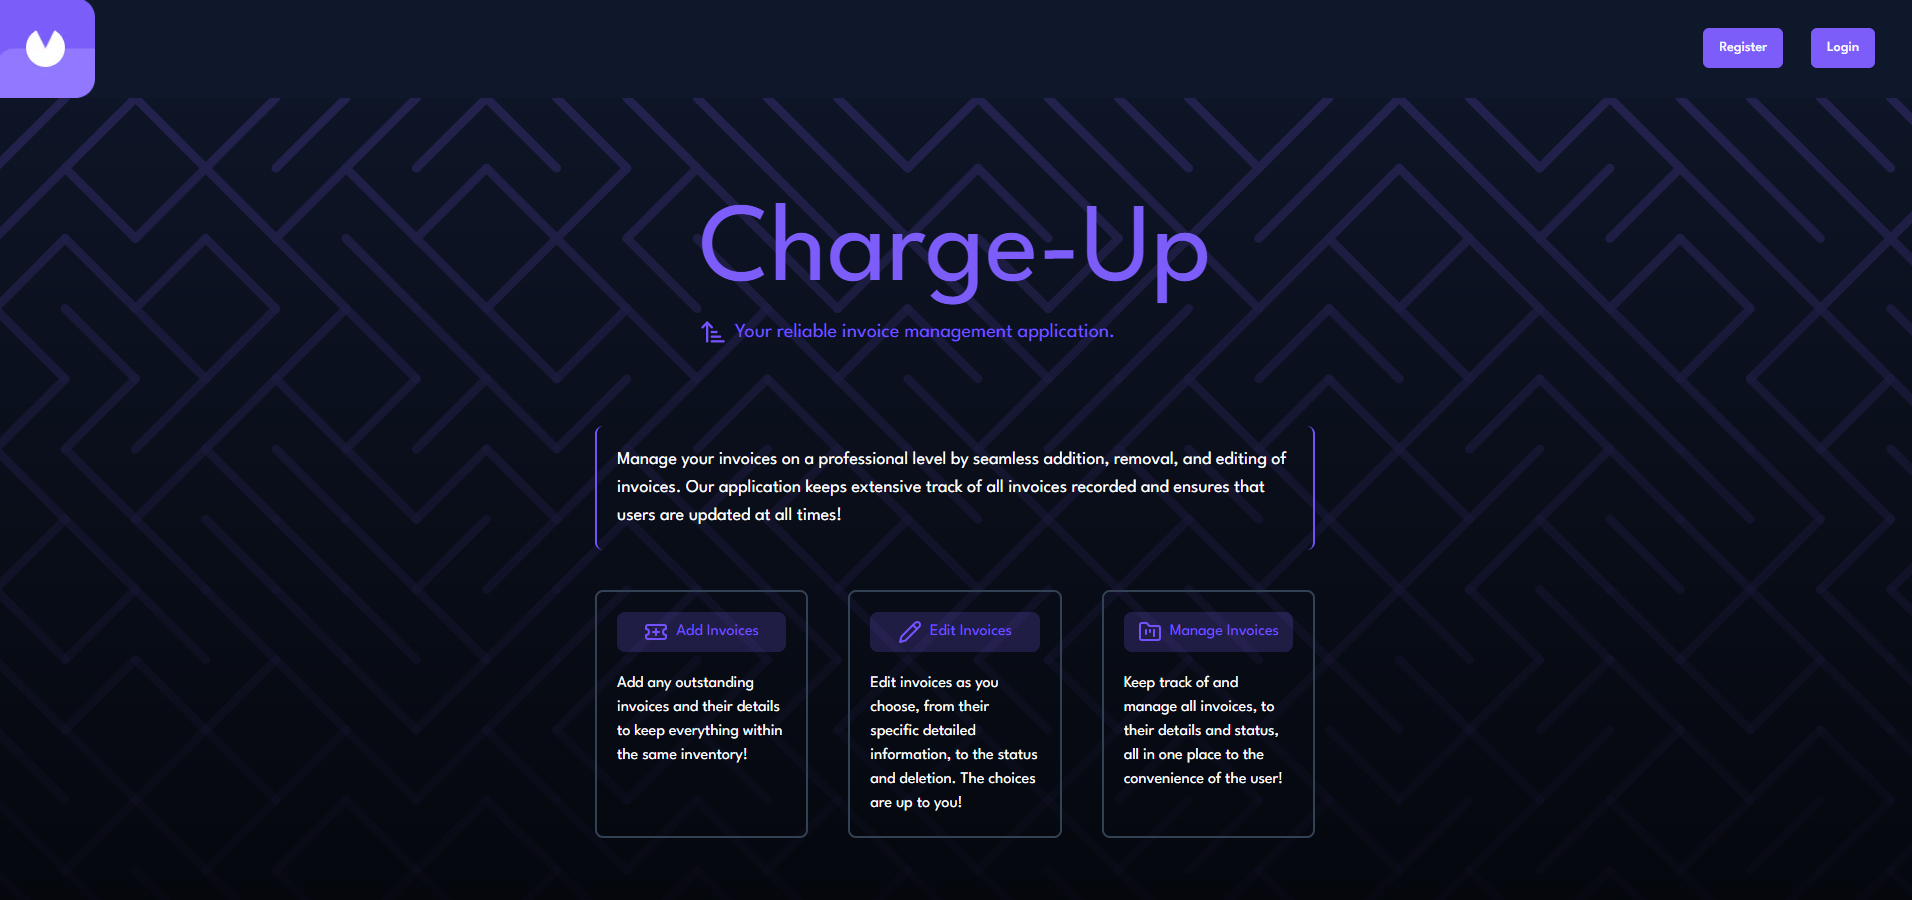 Register
Login
Charge-Up
Your reliable invoice management application.
Manage your invoices on a professional level by seamless addition, removal, and editing of
invoices. Our application keeps extensive track of all invoices recorded and ensures that
users are updated at all times!
Add Invoices
Add any outstanding
invoices and their details
to keep everything within
the same inventory!
Edit Invoices
Edit invoices as you
choose, from their
specific detailed
information, to the status
and deletion. The choices
are up to you!
Manage Invoices
Keep track of and
manage all invoices, to
their details and status,
all in one place to the
convenience of the user!